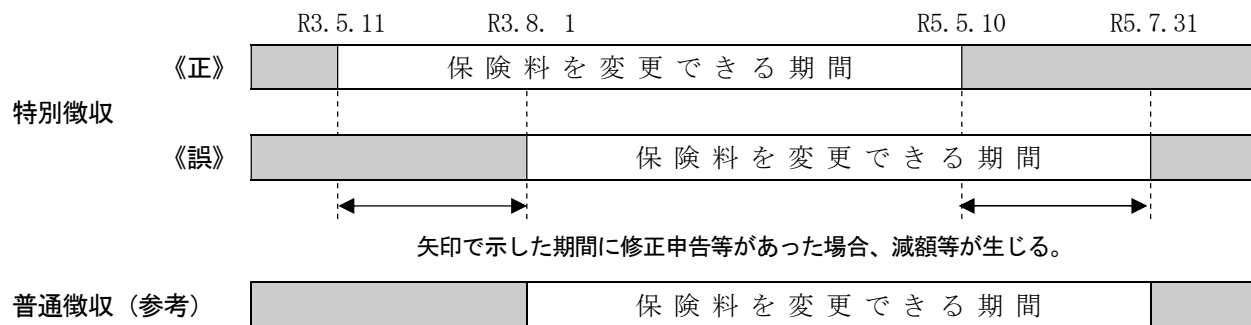 R3.5.11 R3.8. 1 R5.5.10 R5.7.31
《正》 保 険 料 を 変 更 で き る 期 間
特別徴収
《誤》 保 険 料 を 変 更 で き る 期 間
矢印で示した期間に修正申告等があった場合、減額等が生じる。
普通徴収（参考） 保 険 料 を 変 更 で き る 期 間